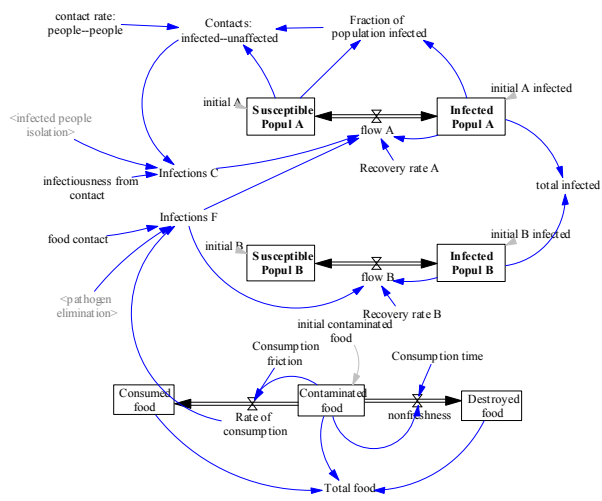 contact rate:
people--people
Contacts:
infected--unaffected
Fraction of
population infected
initial A
Susceptible
Popul A
flow A
Infected
Popul A
initial A infected
<infected people
isolation>
Recovery rate A
infectiousness from
contact
Infections C
total infected
Infections F
food contact
initial B
Susceptible
Popul B
flow B
Infected
Popul B
initial B infected
<pathogen
elimination>
Recovery rate B
initial contaminated
food
Consumption
friction
Consumption time
Consumed
food
Rate of
consumption
Contaminated
food
nonfreshness
Destroyed
food
Total food